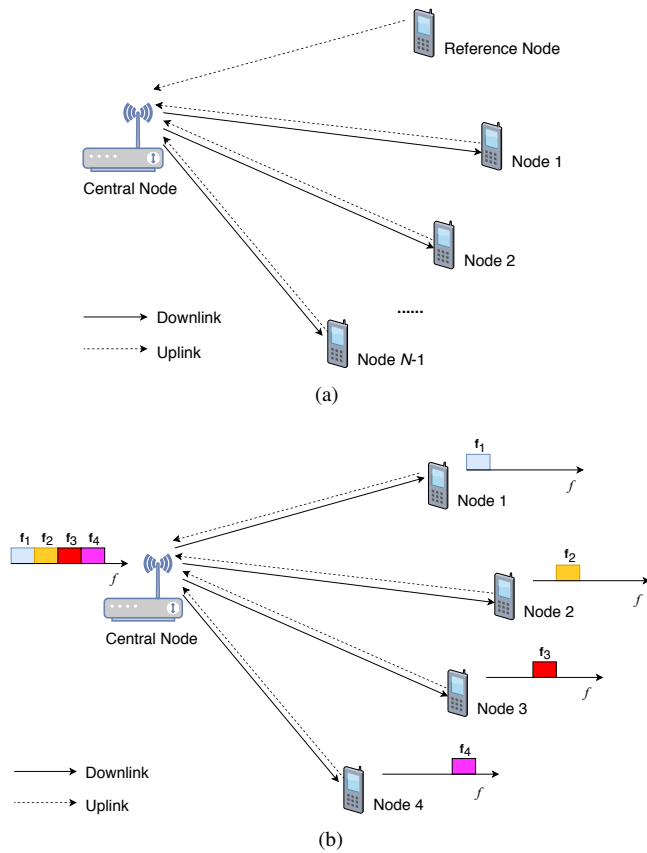 Reference Node
Node 1
Central Node
Node 2
......
Downlink
Uplink
Node N-1
(a)
f1
f
Node 1
f1 f2 f3 f4
f
f2
f
Node 2
Central Node
f3
f
Node 3
f4
f
Downlink
Uplink
Node 4
(b)